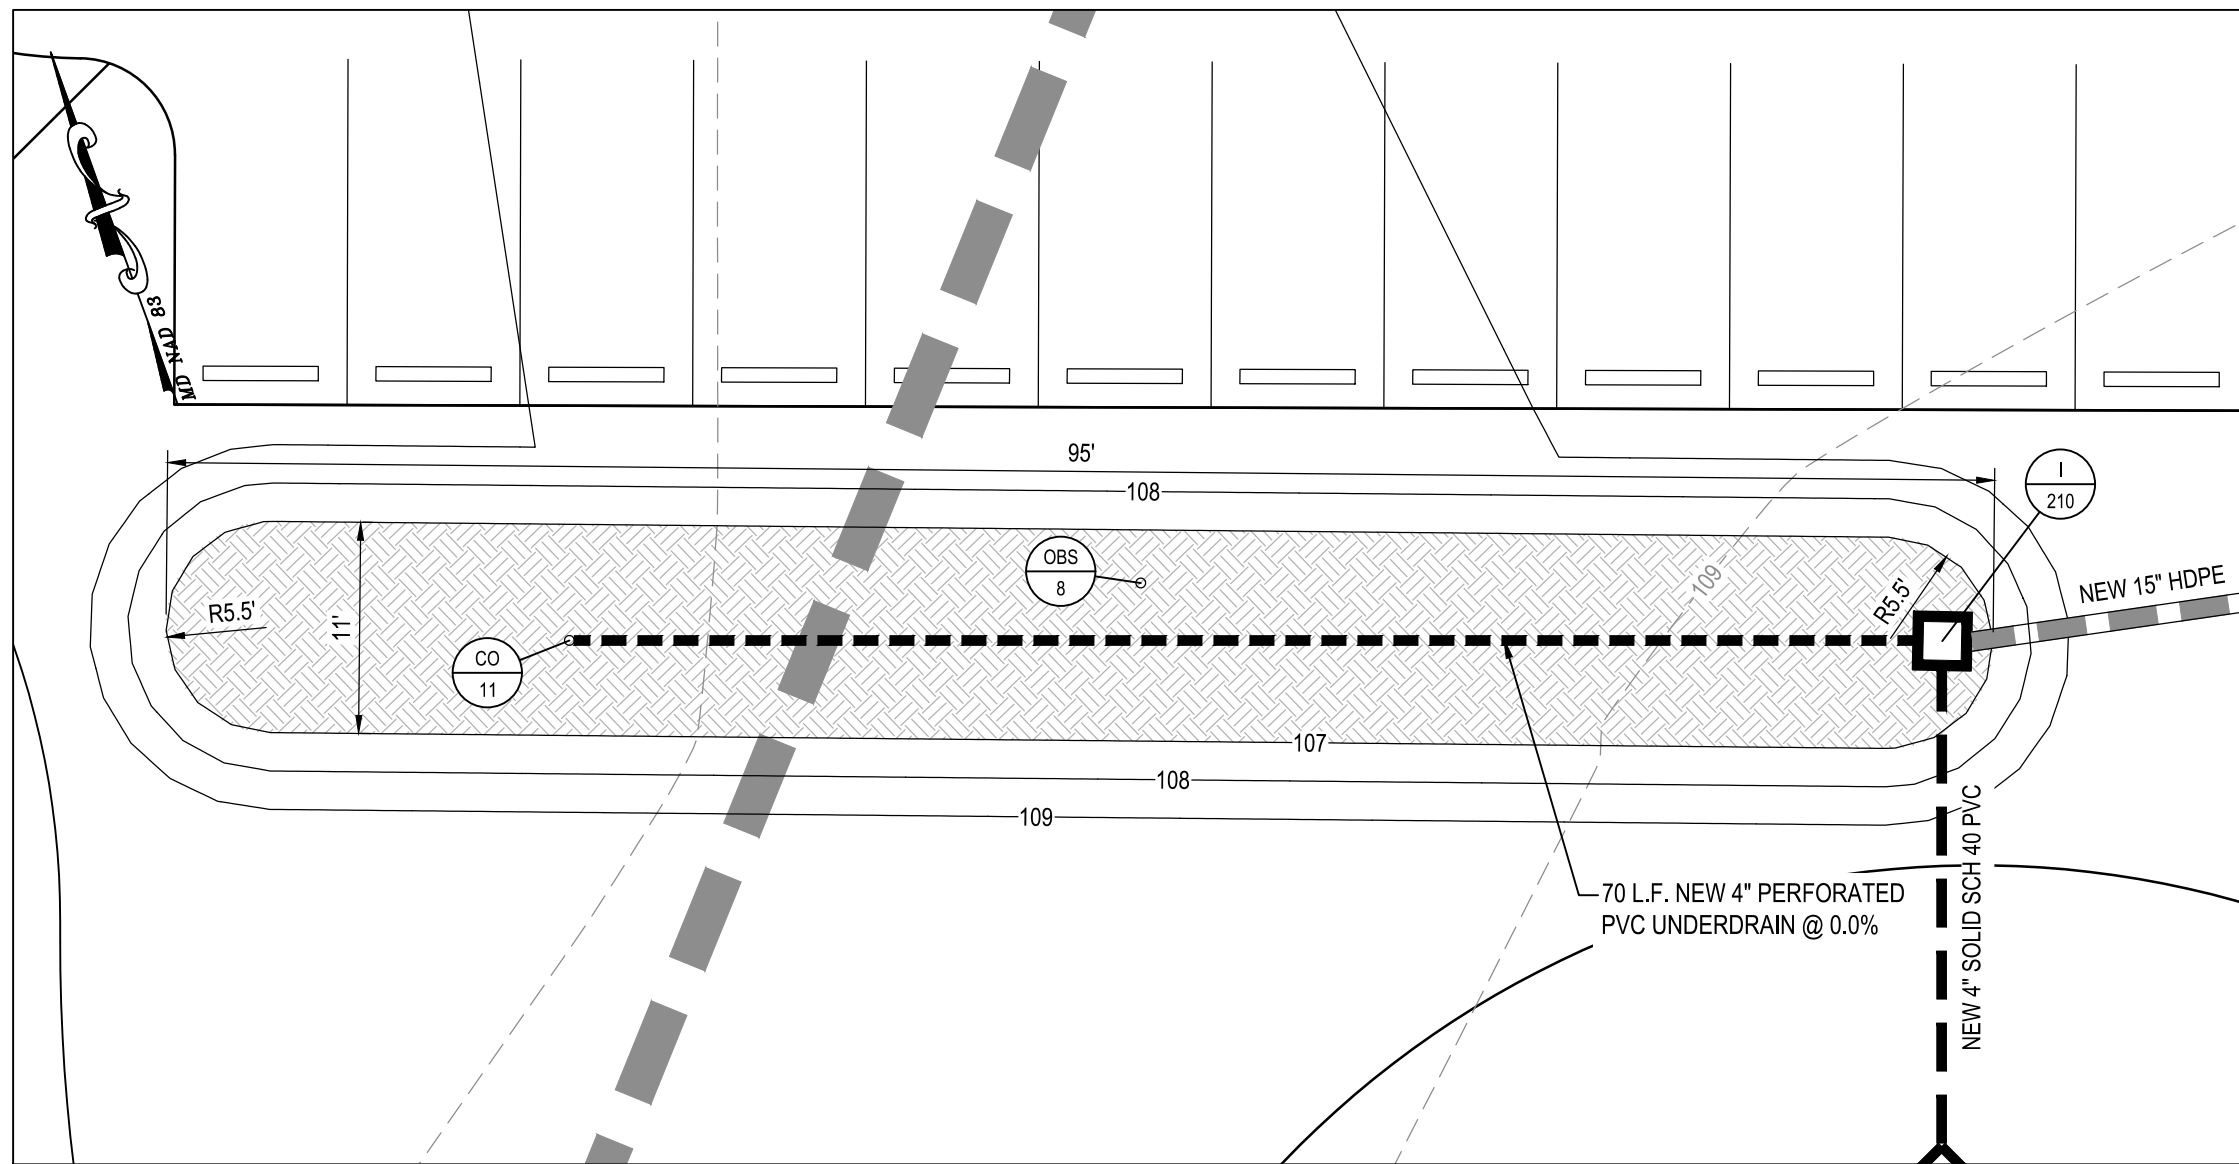 MD NAD 83
95'
108
I
210
OBS
8
109
R5.5'
R5.5'
11'
NEW 15" HDPE
CO
11
107
108
109
NEW 4" SOLID SCH 40 PVC
70 L.F. NEW 4" PERFORATED
PVC UNDERDRAIN @ 0.0%